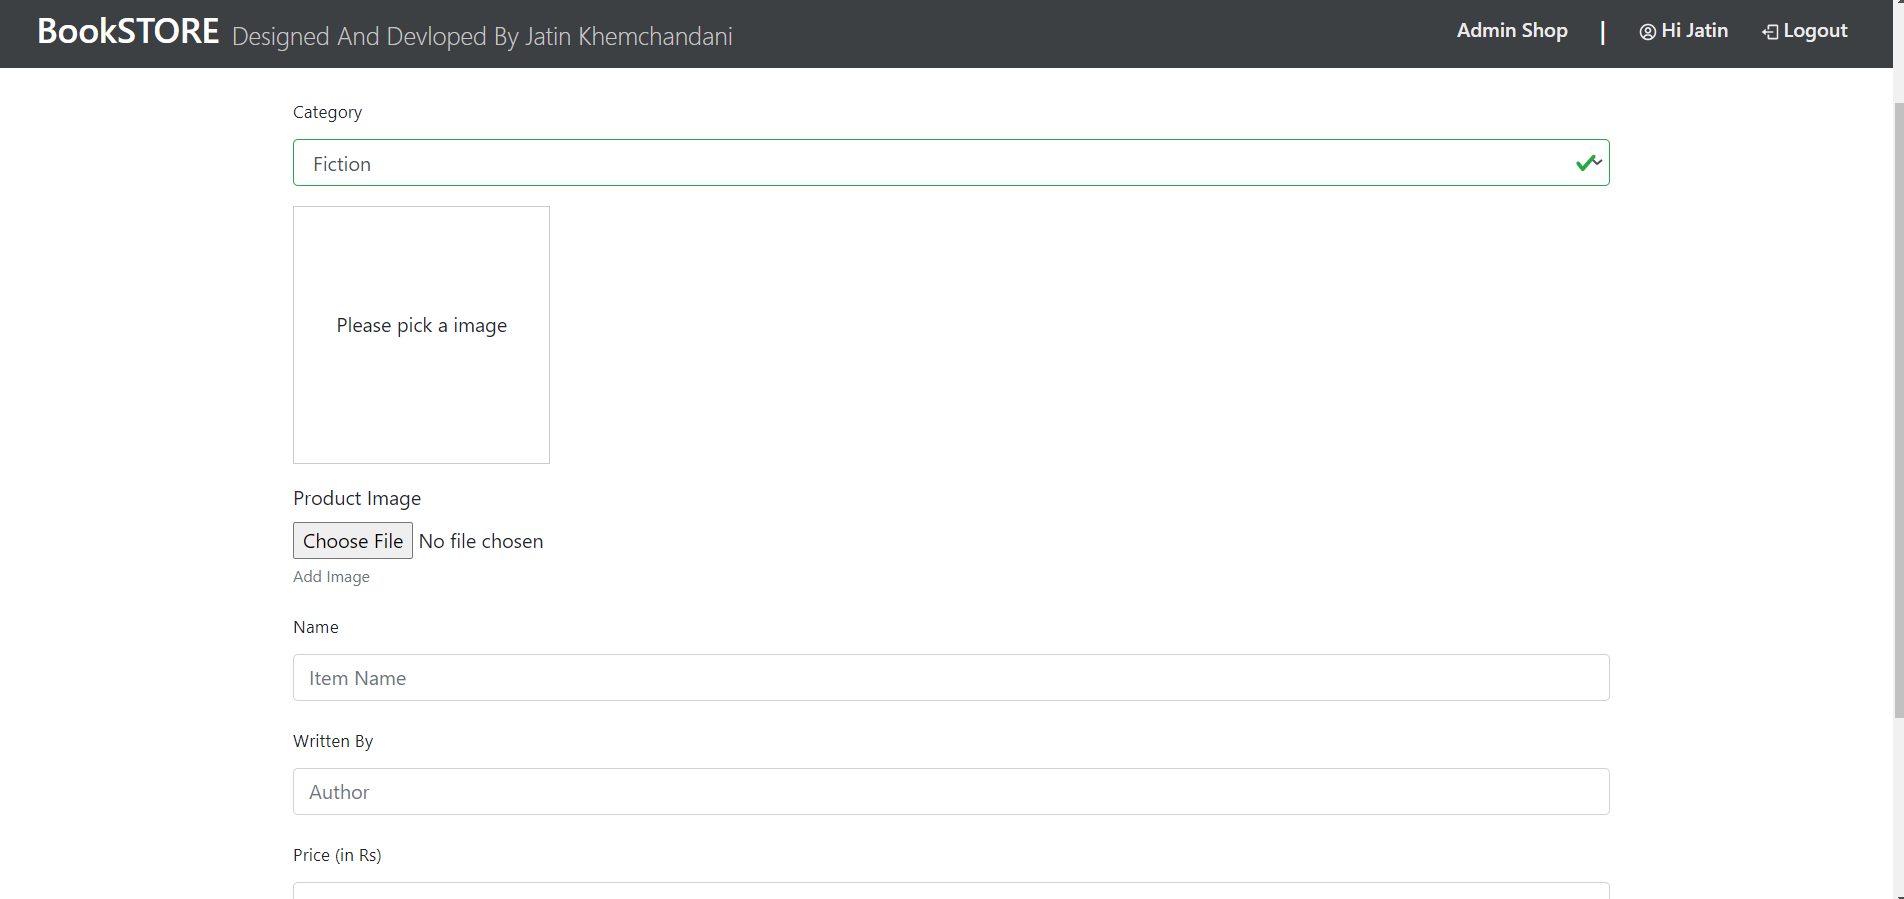 BookSTORE Designed And Devloped By Jatin Khemchandani Admin Shop | Hi Jatin Logout
Category
Fiction
Please pick a image
Product Image
Choose File No file chosen
Add Image
Name
Item Name
Written By
Author
Price (in Rs)